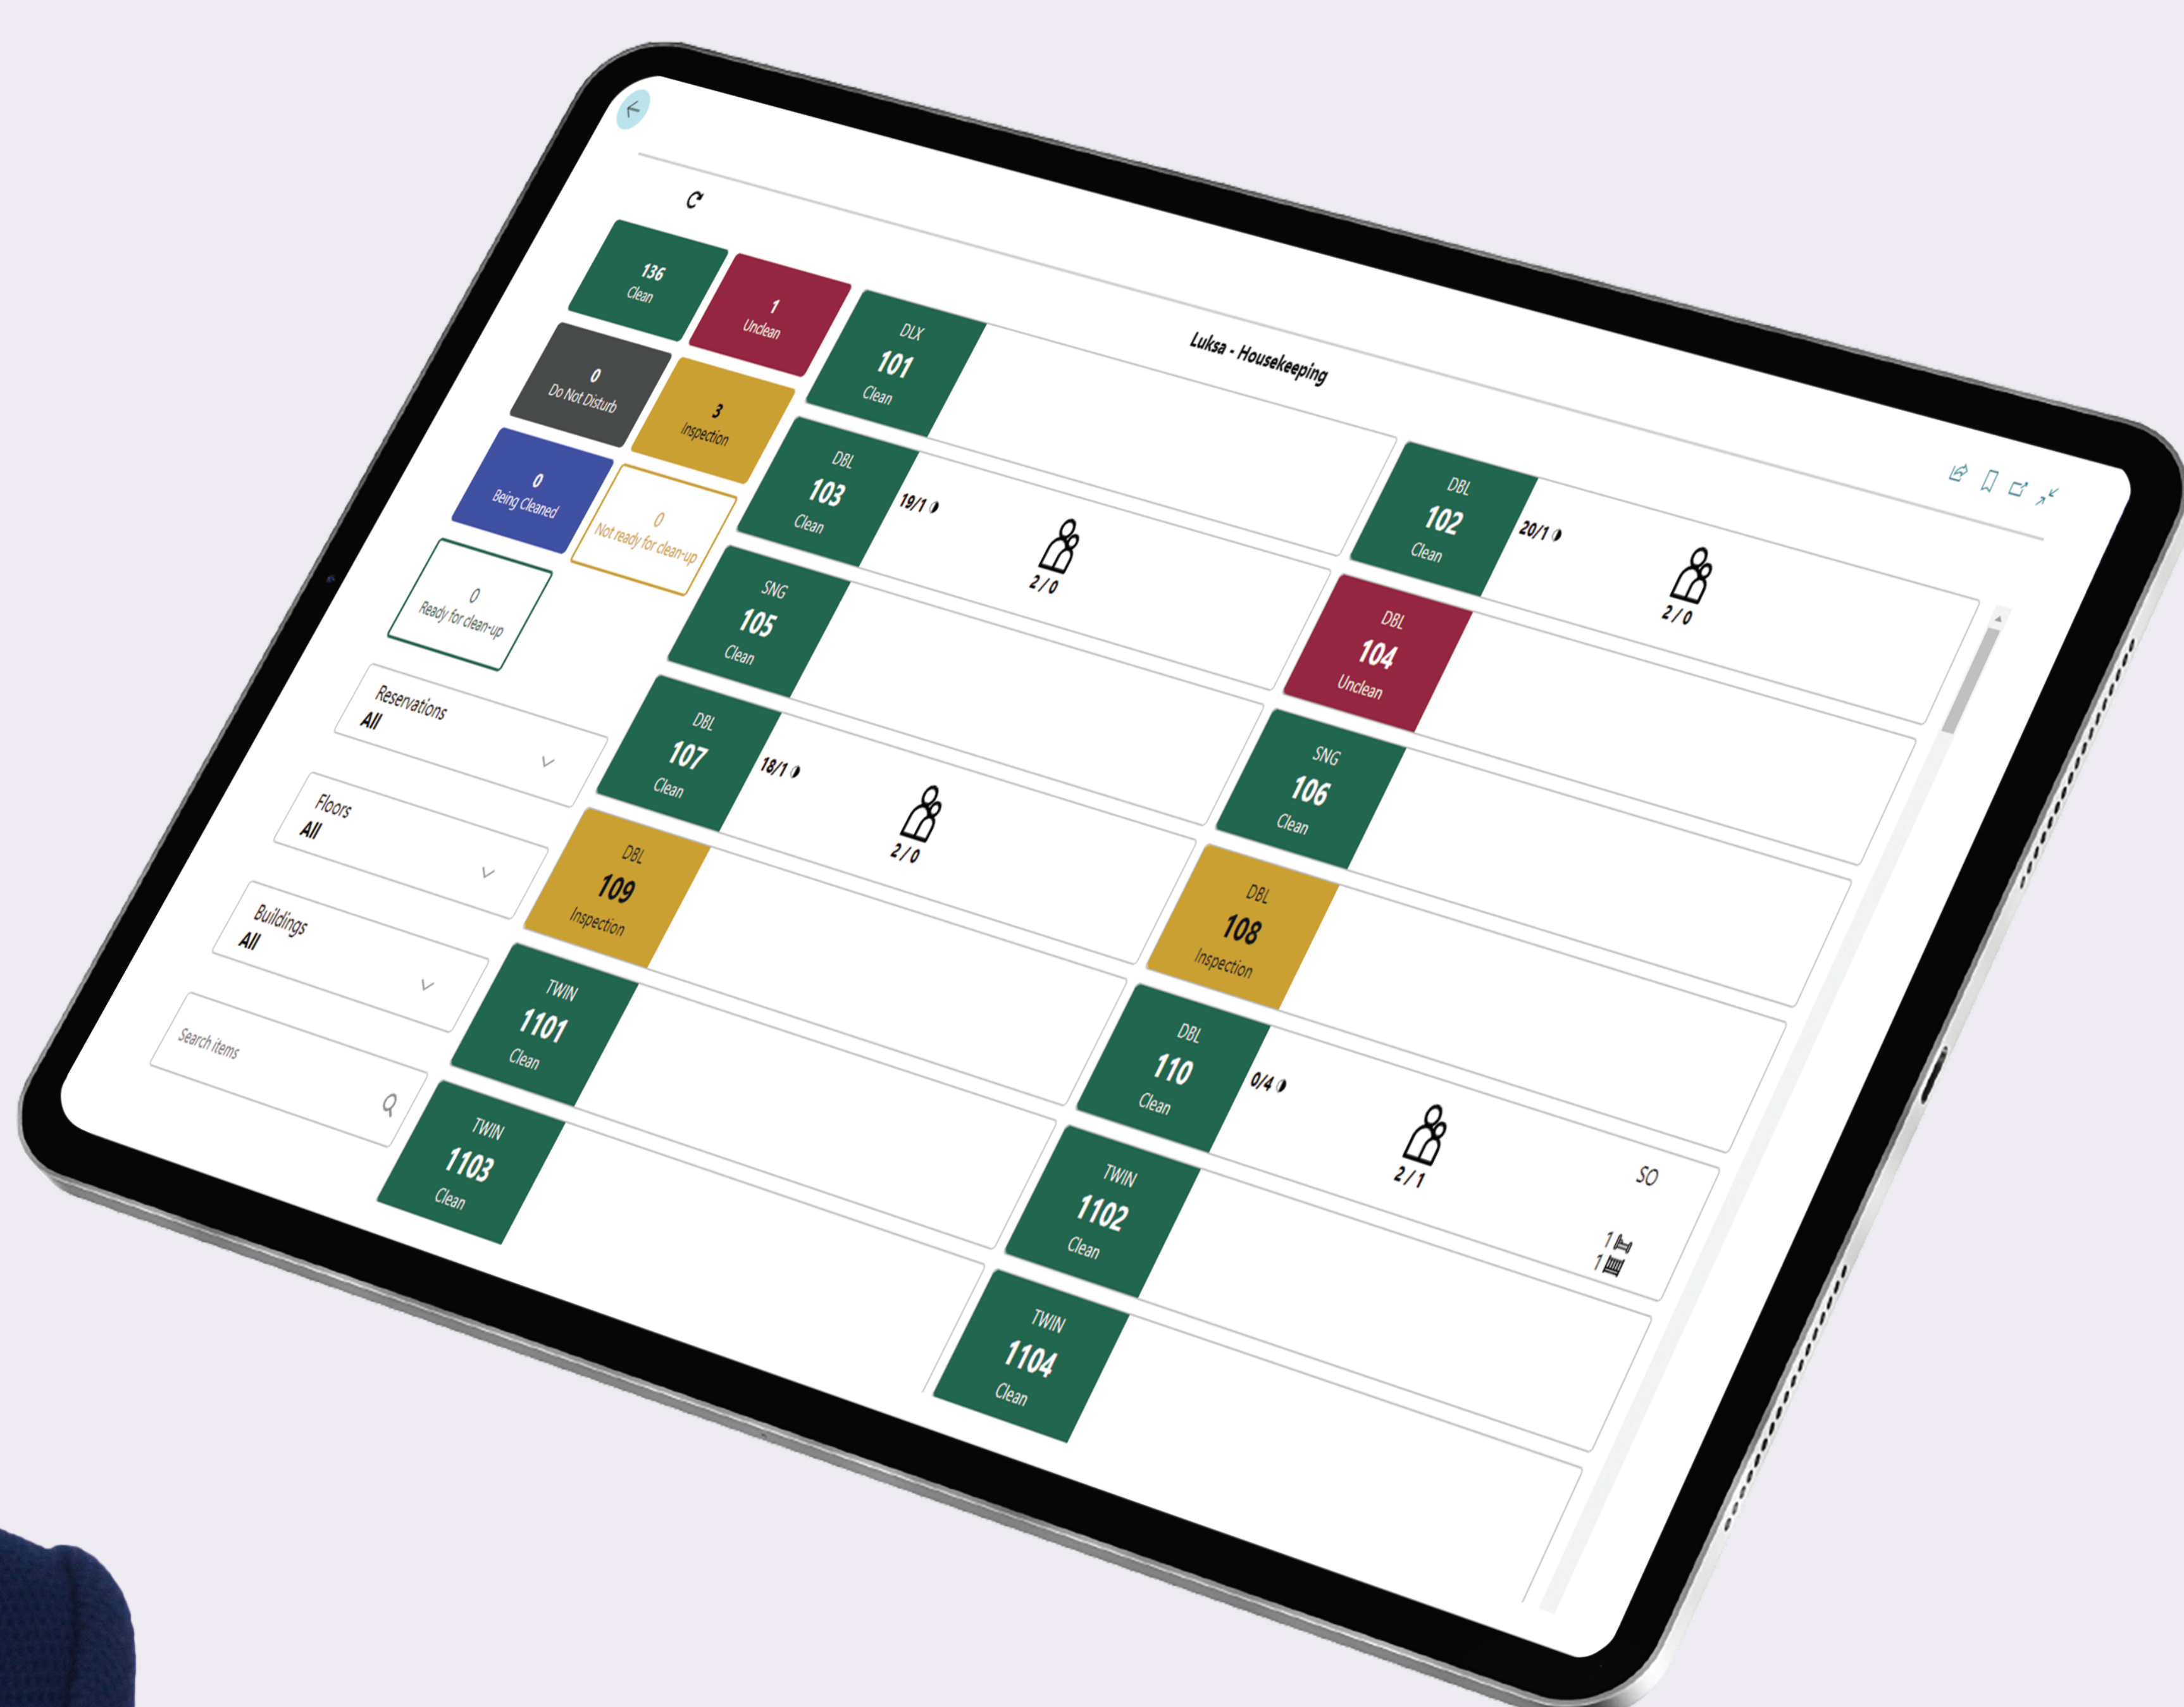 Luksa - Housekeeping
136
Clean
1
Unclean
0
Do Not Disturb
3
Inspection
0
Being Cleaned
0
Not ready for clean-up
0
Ready for clean-up
Reservations
All
Floors
All
Buildings
All
Search items
DLX
101
Clean
DBL
102
Clean
20/1
2 / 0
DBL
103
Clean
19/1
2 / 0
DBL
104
Unclean
SNG
105
Clean
SNG
106
Clean
DBL
107
Clean
18/1
2 / 0
DBL
108
Inspection
DBL
109
Inspection
DBL
110
Clean
0/4
2 / 1
SO
1
1
TWIN
1101
Clean
TWIN
1102
Clean
TWIN
1103
Clean
TWIN
1104
Clean